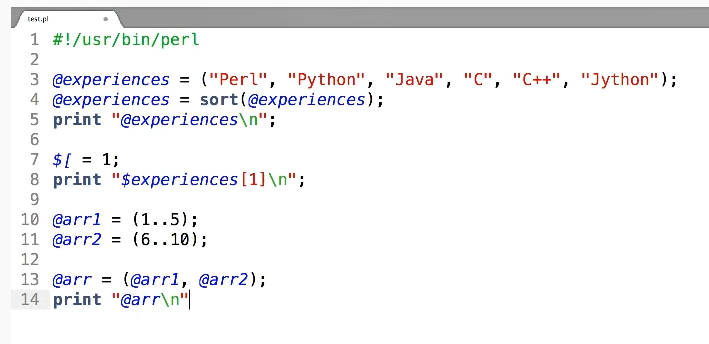 test.pl
1 #!/usr/bin/perl
2
3 @experiences = ("Perl", "Python", "Java", "C", "C++", "Jython");
4 @experiences = sort(@experiences);
5 print "@experiences\n";
6
7 $[ = 1;
8 print "$experiences[1]\n";
9
10 @arr1 = (1..5);
11 @arr2 = (6..10);
12
13 @arr = (@arr1, @arr2);
14 print "@arr\n"